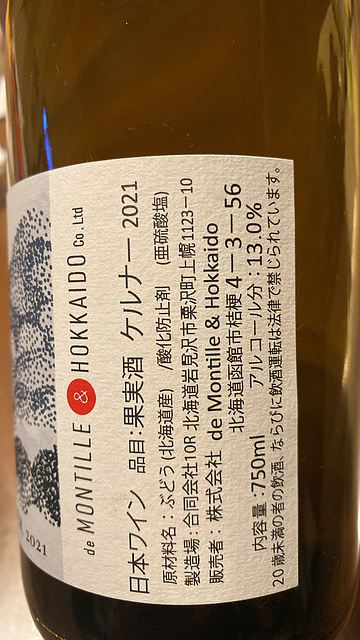 de MONTILLE & HOKKAIDO Co. Ltd
日本ワイン 品目:果実酒 ケルナー 2021
原材料名:ぶどう(北海道産) /酸化防止剤 (亜硫酸塩)
製造場:合同会社10R 北海道岩見沢市栗沢町上幌1123-10
販売者 株式会社 de Montille & Hokkaido
北海道函館市桔梗4-3-56
内容量:750ml アルコール分:13.0%
20歳未満の者の飲酒、ならびに飲酒運転は法律で禁じられています。
2021